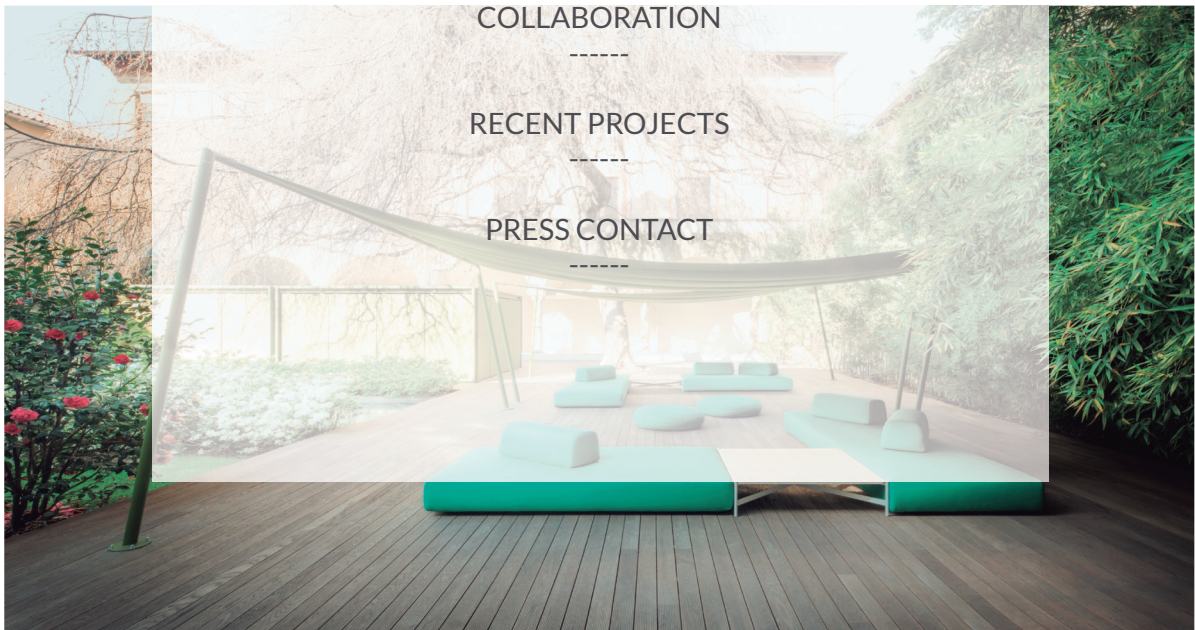 COLLABORATION
------
RECENT PROJECTS
------
PRESS CONTACT
------